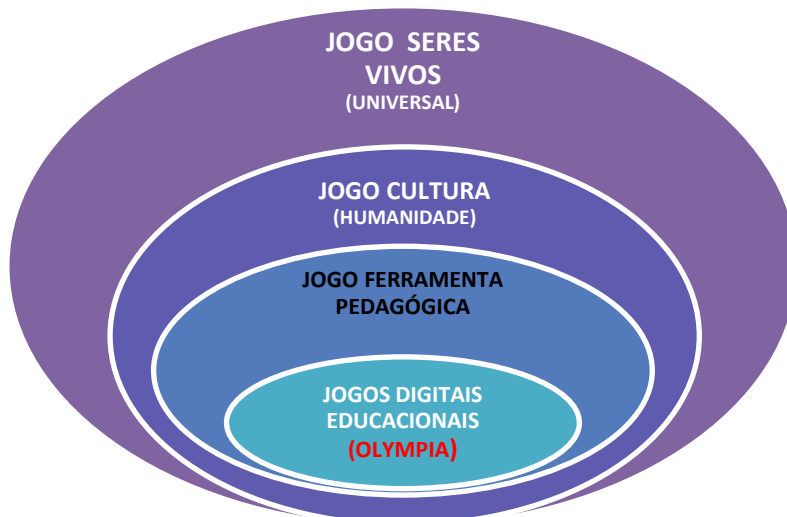 JOGO SERES
VIVOS
(UNIVERSAL)
JOGO CULTURA
(HUMANIDADE)
JOGO FERRAMENTA
PEDAGÓGICA
JOGOS DIGITAIS
EDUCACIONAIS
(OLYMPIA)